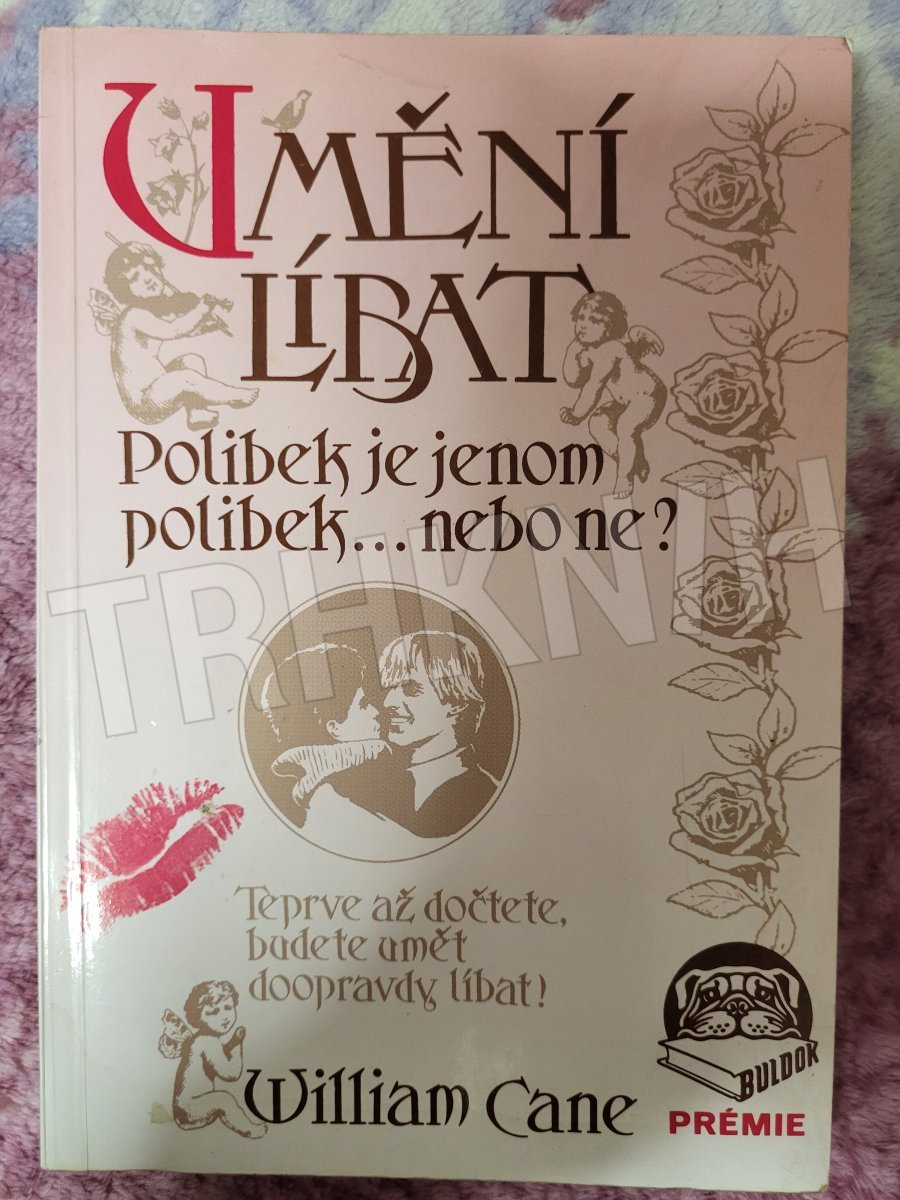 UMĚNÍ
LÍBAT
Polibek je jenom
polibek... nebo ne?
TRHKNIH
Teprve až dočtete,
budete umět
doopravdy líbat!
William Cane
BULDOK
PRÉMIE